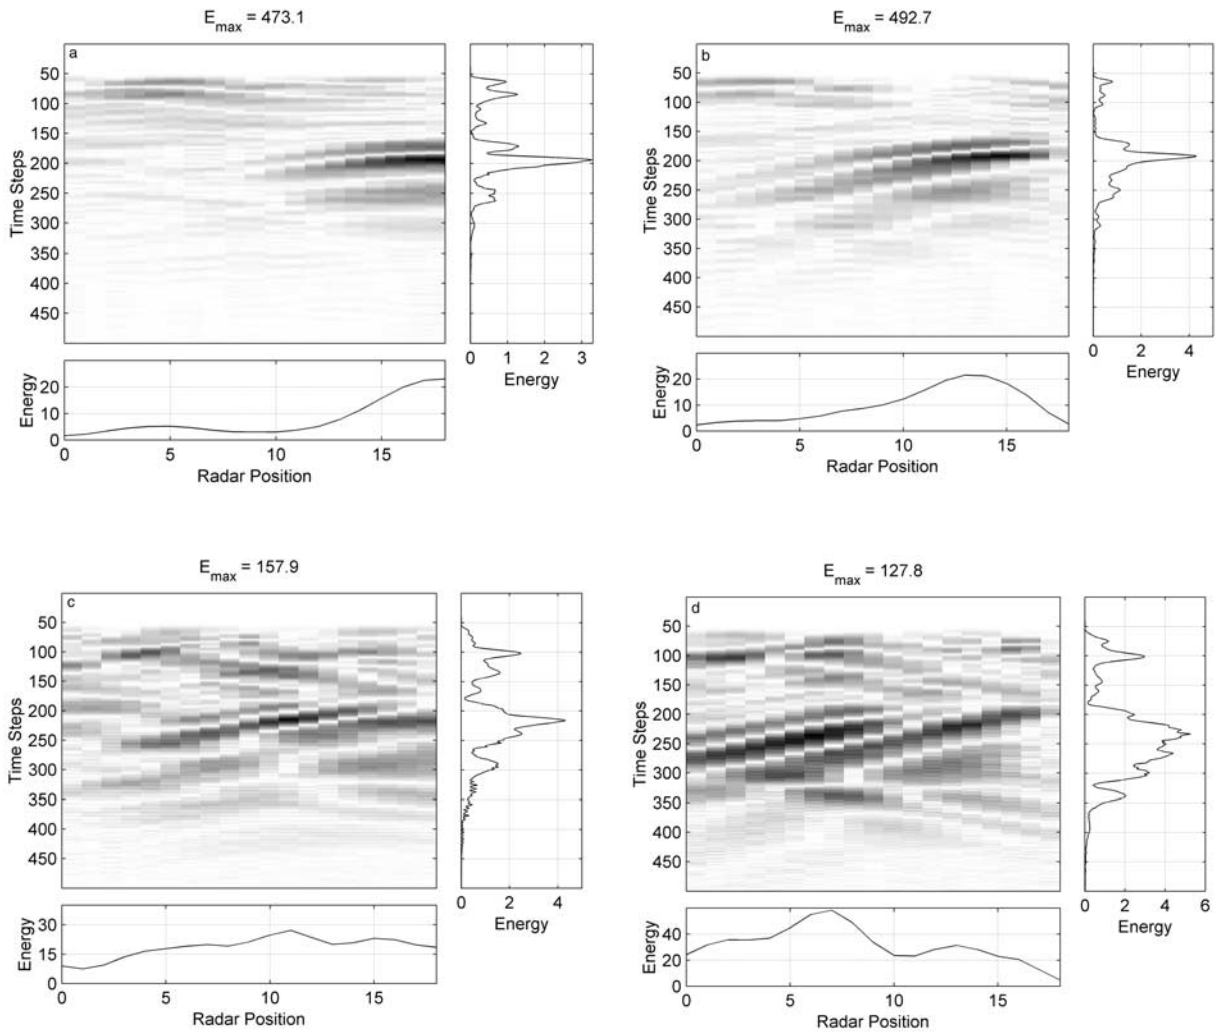 E_max = 473.1
a
50
100
150
200
250
300
350
400
450
Time Steps
0 1 2 3
Energy
20
10
0
Energy
0 5 10 15
Radar Position
E_max = 492.7
b
50
100
150
200
250
300
350
400
450
Time Steps
0 2 4
Energy
20
10
0
Energy
0 5 10 15
Radar Position
E_max = 157.9
c
50
100
150
200
250
300
350
400
450
Time Steps
0 2 4
Energy
30
15
0
Energy
0 5 10 15
Radar Position
E_max = 127.8
d
50
100
150
200
250
300
350
400
450
Time Steps
0 2 4 6
Energy
40
20
0
Energy
0 5 10 15
Radar Position